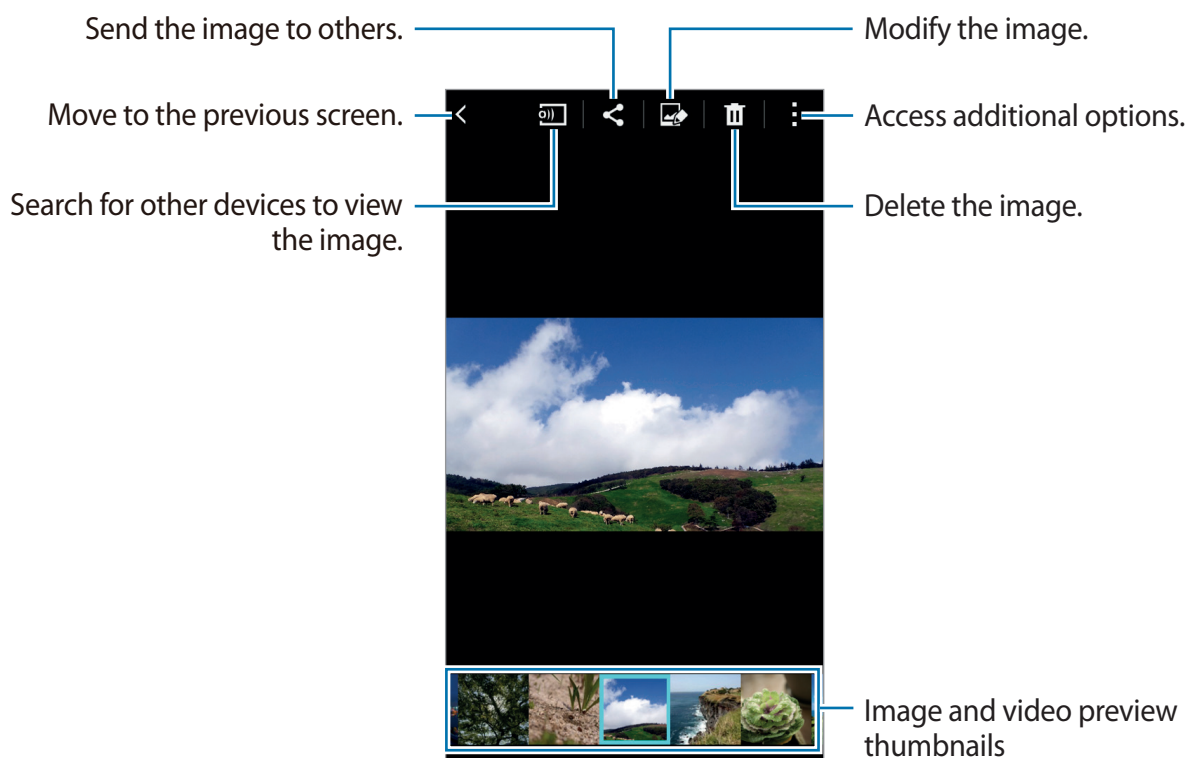 Send the image to others.
Modify the image.
Move to the previous screen.
Access additional options.
Search for other devices to view
the image.
Delete the image.
Image and video preview
thumbnails